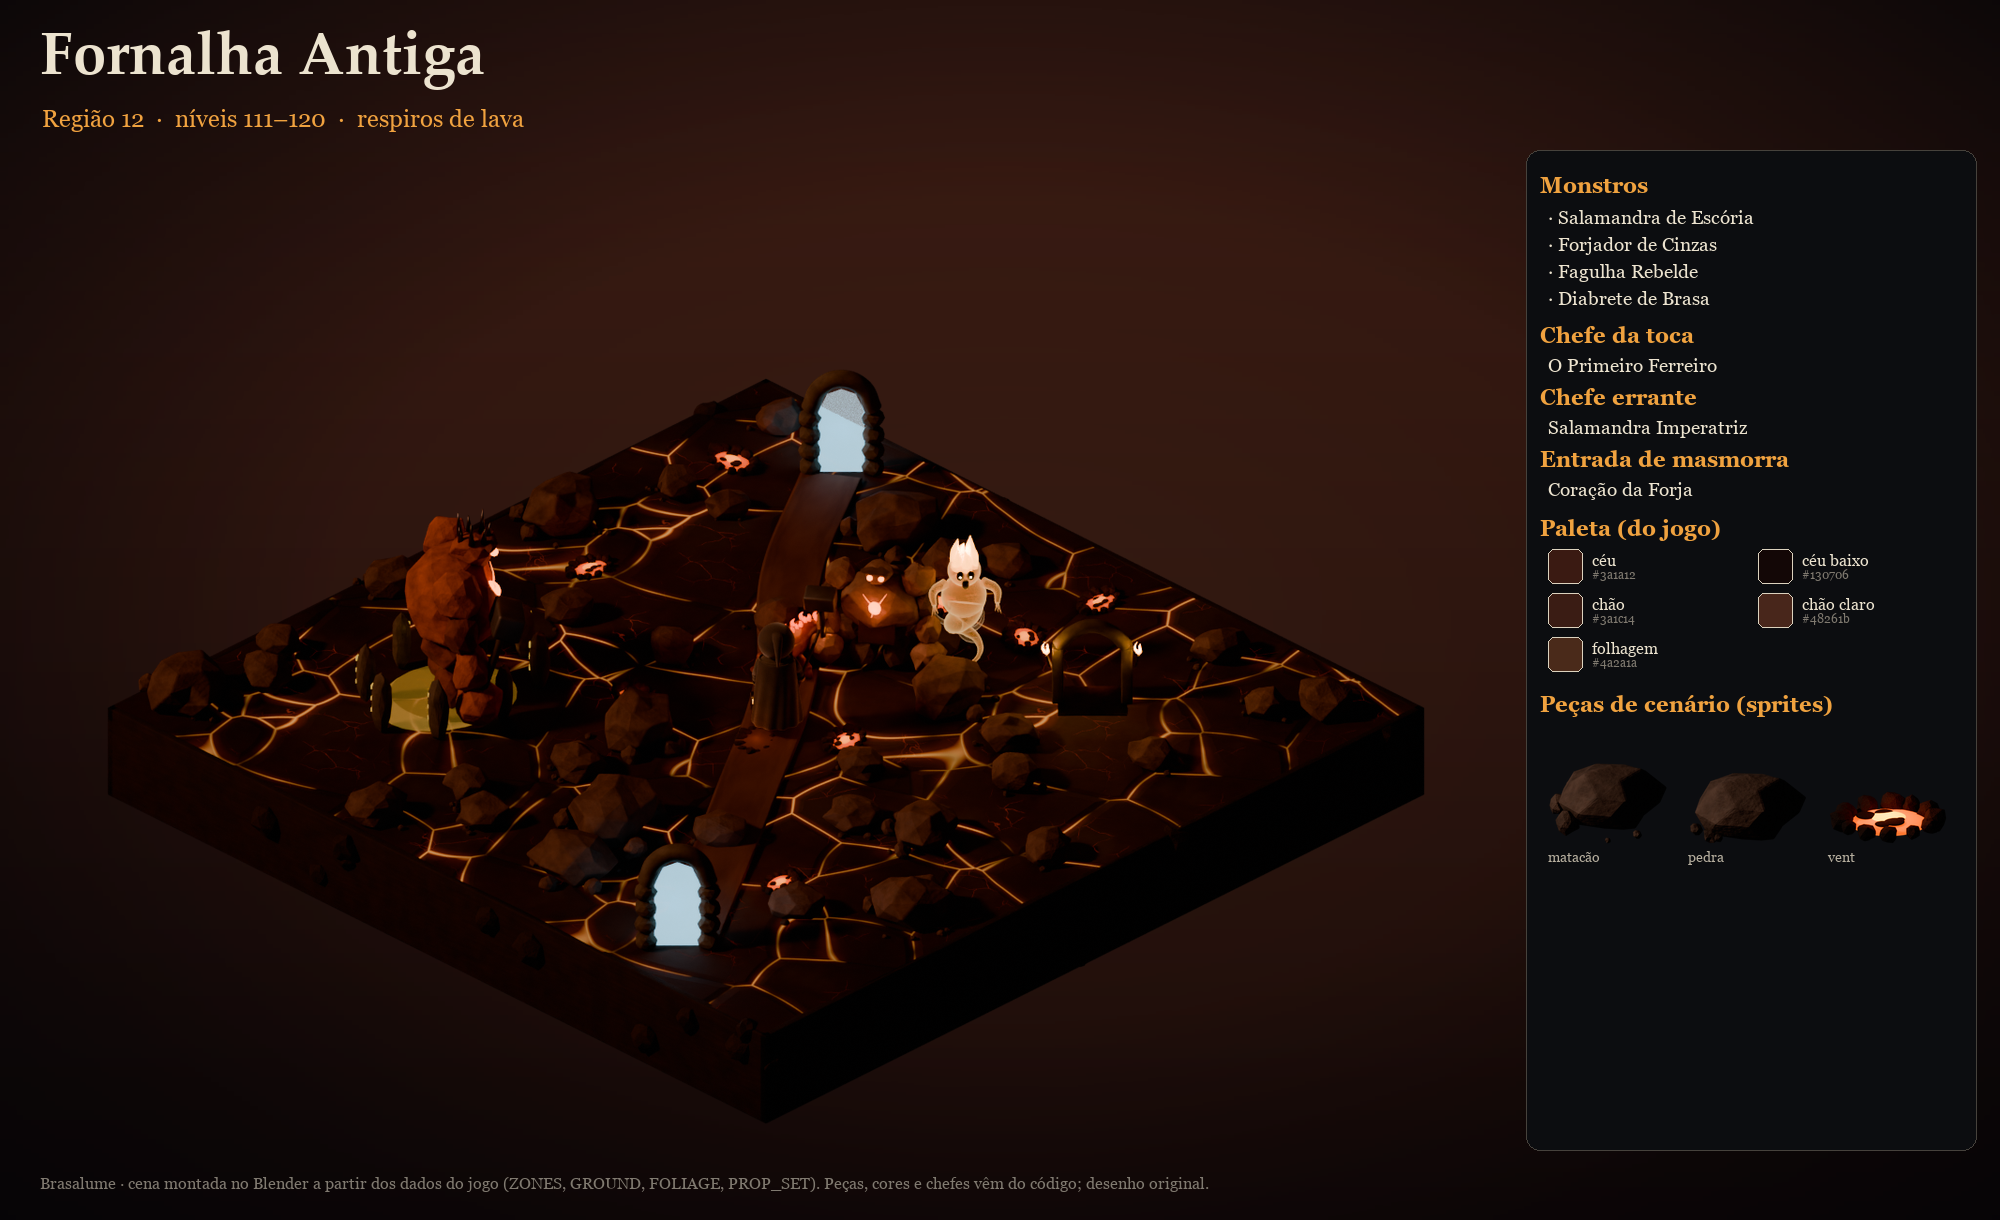 Fornalha Antiga
Região 12 · níveis 111–120 · respiros de lava
Monstros
· Salamandra de Escória
· Forjador de Cinzas
· Fagulha Rebelde
· Diabrete de Brasa
Chefe da toca
O Primeiro Ferreiro
Chefe errante
Salamandra Imperatriz
Entrada de masmorra
Coração da Forja
Paleta (do jogo)
céu
#3a1a12
céu baixo
#130706
chão
#3a1c14
chão claro
#48261b
folhagem
#4a2a1a
Peças de cenário (sprites)
matacão
pedra
vent
Brasalume · cena montada no Blender a partir dos dados do jogo (ZONES, GROUND, FOLIAGE, PROP_SET). Peças, cores e chefes vêm do código; desenho original.